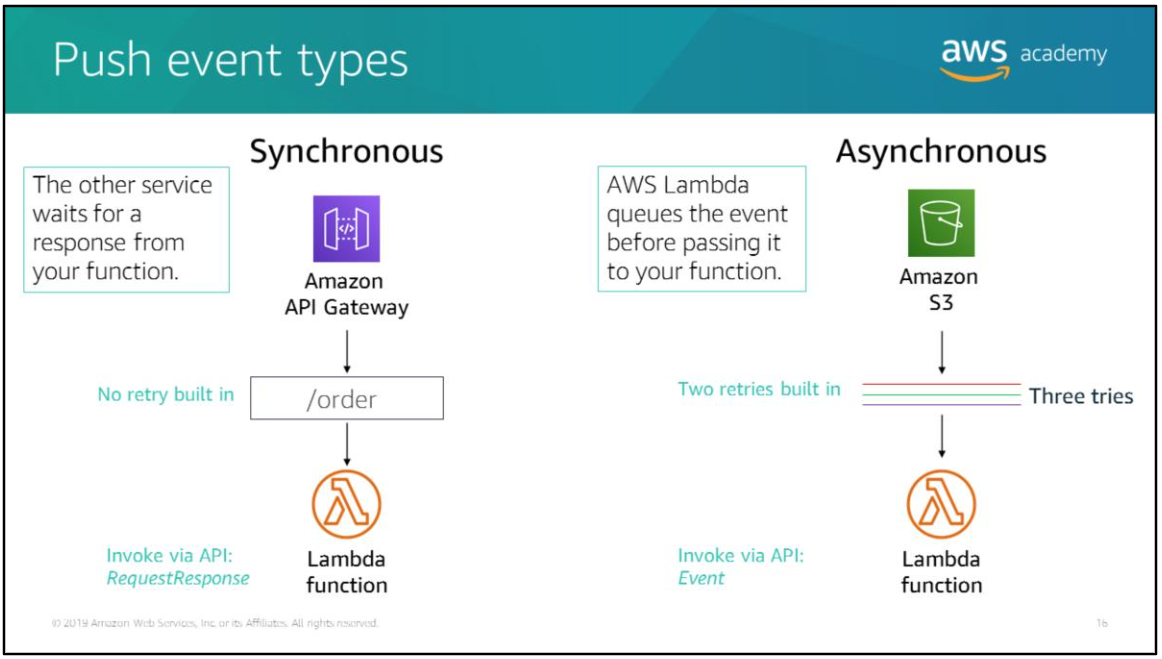 Push event types
aws academy
Synchronous
The other service
waits for a
response from
your function.
Amazon
API Gateway
No retry built in
/order
Invoke via API:
RequestResponse
Lambda
function
Asynchronous
AWS Lambda
queues the event
before passing it
to your function.
Amazon
S3
Two retries built in
Three tries
Invoke via API:
Event
Lambda
function
© 2019 Amazon Web Services, Inc. or its Affiliates. All rights reserved.
16